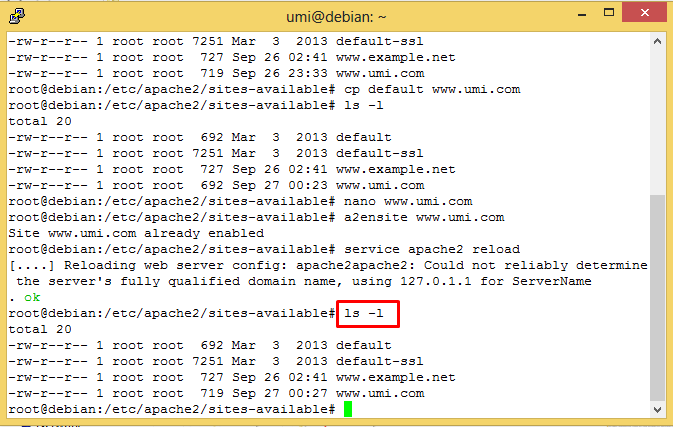 umi@debian: ~
-rw-r--r-- 1 root root 7251 Mar  3  2013 default-ssl
-rw-r--r-- 1 root root  727 Sep 26 02:41 www.example.net
-rw-r--r-- 1 root root  719 Sep 26 23:33 www.umi.com
root@debian:/etc/apache2/sites-available# cp default www.umi.com
root@debian:/etc/apache2/sites-available# ls -l
total 20
-rw-r--r-- 1 root root  692 Mar  3  2013 default
-rw-r--r-- 1 root root 7251 Mar  3  2013 default-ssl
-rw-r--r-- 1 root root  727 Sep 26 02:41 www.example.net
-rw-r--r-- 1 root root  692 Sep 27 00:23 www.umi.com
root@debian:/etc/apache2/sites-available# nano www.umi.com
root@debian:/etc/apache2/sites-available# a2ensite www.umi.com
Site www.umi.com already enabled
root@debian:/etc/apache2/sites-available# service apache2 reload
[....] Reloading web server config: apache2apache2: Could not reliably determine
 the server's fully qualified domain name, using 127.0.1.1 for ServerName
. ok
root@debian:/etc/apache2/sites-available# ls -l
total 20
-rw-r--r-- 1 root root  692 Mar  3  2013 default
-rw-r--r-- 1 root root 7251 Mar  3  2013 default-ssl
-rw-r--r-- 1 root root  727 Sep 26 02:41 www.example.net
-rw-r--r-- 1 root root  719 Sep 27 00:27 www.umi.com
root@debian:/etc/apache2/sites-available#